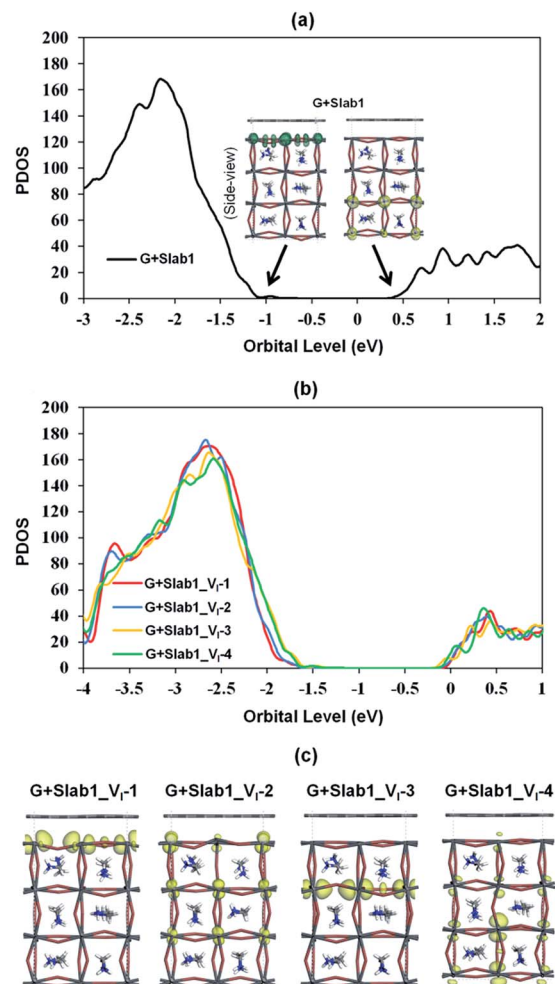 (a)
200
180
160
140
120
100
80
60
40
20
0
PDOS
G+Slab1
(Side-view)
G+Slab1
-3 -2.5 -2 -1.5 -1 -0.5 0 0.5 1 1.5 2
Orbital Level (eV)
(b)
200
180
160
140
120
100
80
60
40
20
0
PDOS
G+Slab1_VI-1
G+Slab1_VI-2
G+Slab1_VI-3
G+Slab1_VI-4
-4 -3.5 -3 -2.5 -2 -1.5 -1 -0.5 0 0.5 1
Orbital Level (eV)
(c)
G+Slab1_VI-1 G+Slab1_VI-2 G+Slab1_VI-3 G+Slab1_VI-4